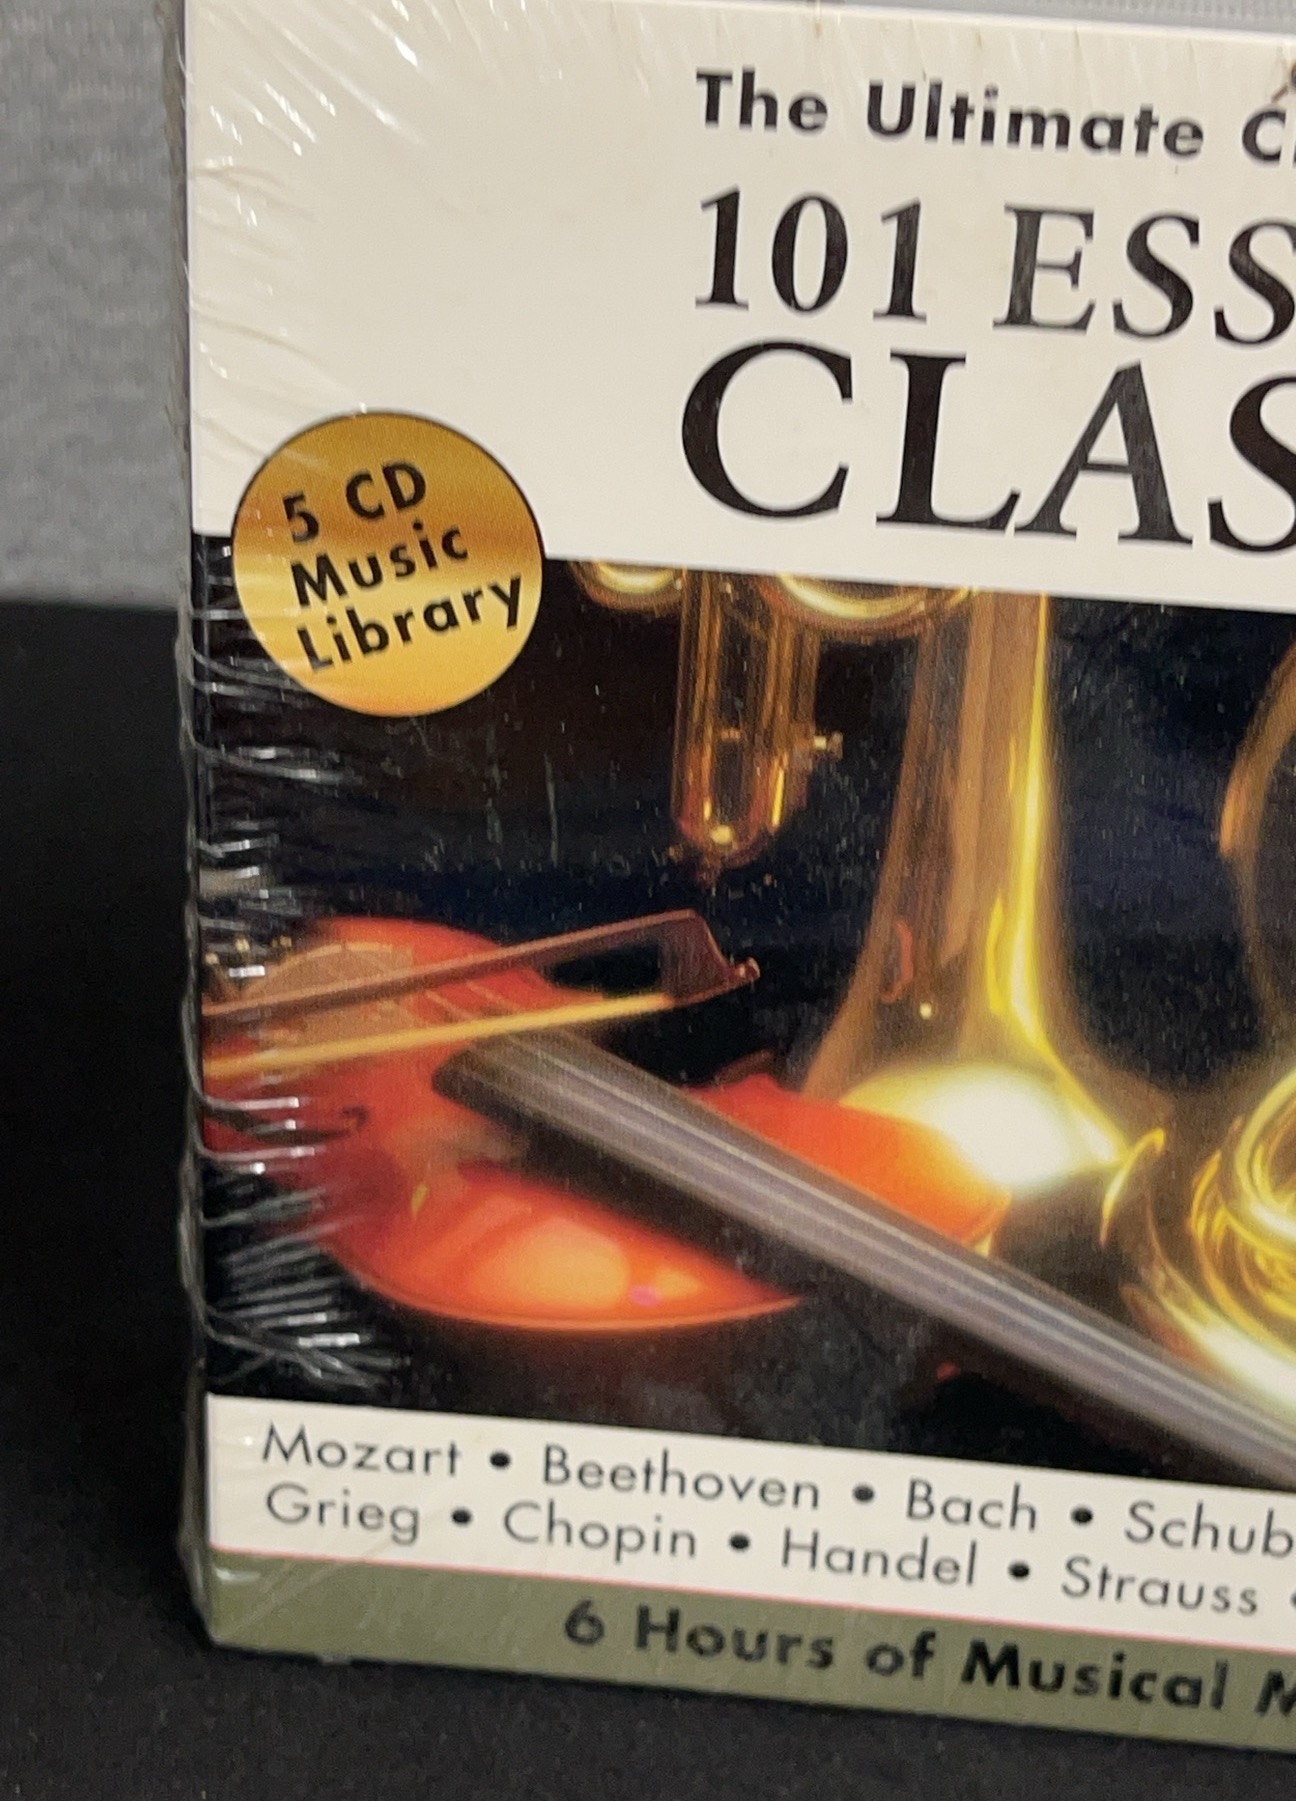 The Ultimate C
101 ESS
CLAS
5 CD
Music
Library
Mozart • Beethoven • Bach • Schub
Grieg • Chopin • Handel • Strauss •
6 Hours of Musical M